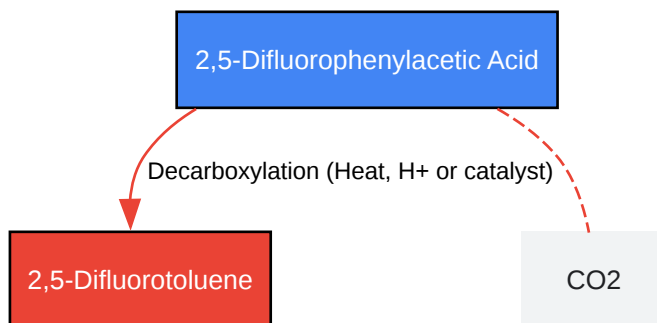 2,5-Difluorophenylacetic Acid
Decarboxylation (Heat, H+ or catalyst)
2,5-Difluorotoluene
CO2